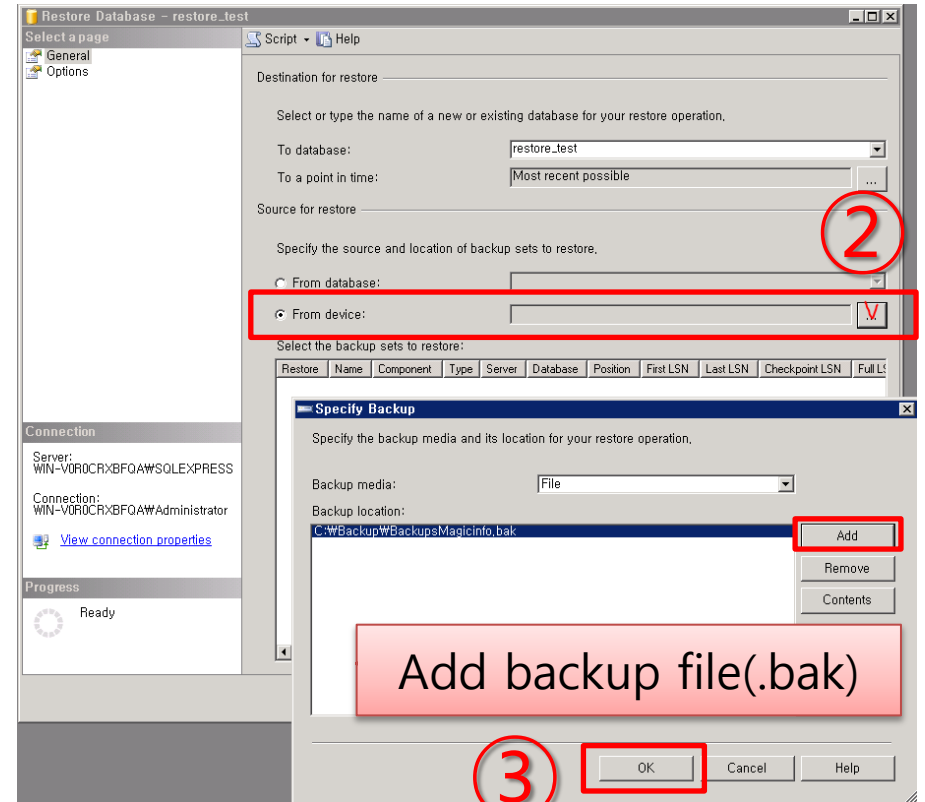 Restore Database - restore_test
Select a page
Script
Help
General
Options
Destination for restore
Select or type the name of a new or existing database for your restore operation.
To database:
restore_test
To a point in time:
Most recent possible
...
Source for restore
②
Specify the source and location of backup sets to restore.
From database:
From device:
V
Select the backup sets to restore:
Restore Name Component Type Server Database Position First LSN Last LSN Checkpoint LSN Full LS
Specify Backup
Specify the backup media and its location for your restore operation.
Backup media:
File
Backup location:
C:₩Backup₩BackupsMagicinfo.bak
Add
Remove
Contents
Connection
Server:
WIN-V0R0CRXBFQA₩SQLEXPRESS
Connection:
WIN-V0R0CRXBFQA₩Administrator
View connection properties
Progress
Ready
Add backup file(.bak)
③
OK
Cancel
Help